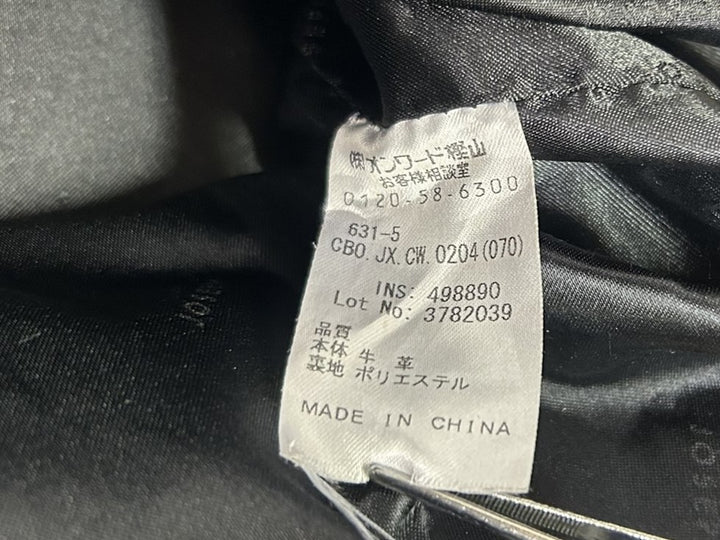 ㈱オンワード樫山
お客様相談室
0120-58-6300
631-5
CBO. JX. CW. 0204(070)
INS: 498890
Lot No: 3782039
品質
本体 牛 革
裏地 ポリエステル
MADE IN CHINA